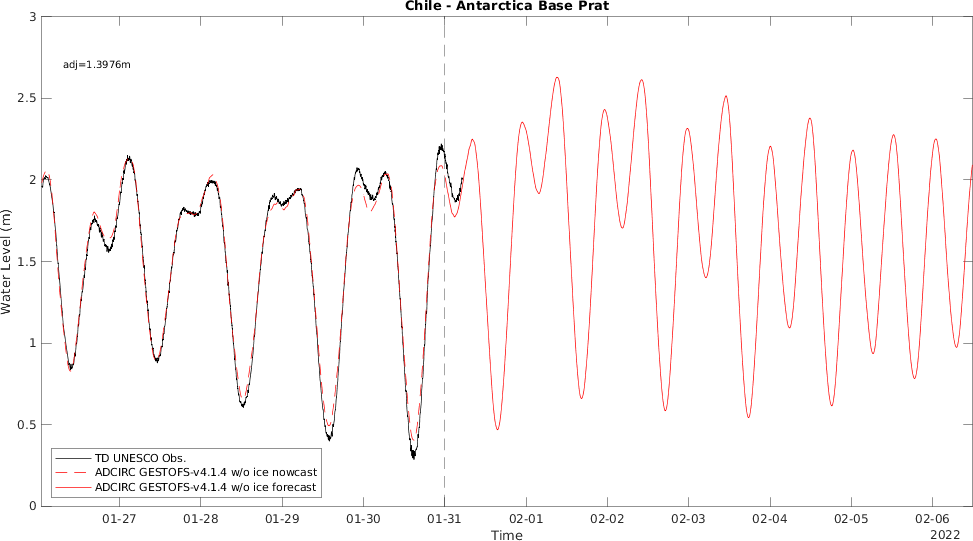 Chile - Antarctica Base Prat
adj=1.3976m
Water Level (m)
3
2.5
2
1.5
1
0.5
0
TD UNESCO Obs.
ADCIRC GESTOFS-v4.1.4 w/o ice nowcast
ADCIRC GESTOFS-v4.1.4 w/o ice forecast
01-27 01-28 01-29 01-30 01-31 02-01 02-02 02-03 02-04 02-05 02-06
Time
2022